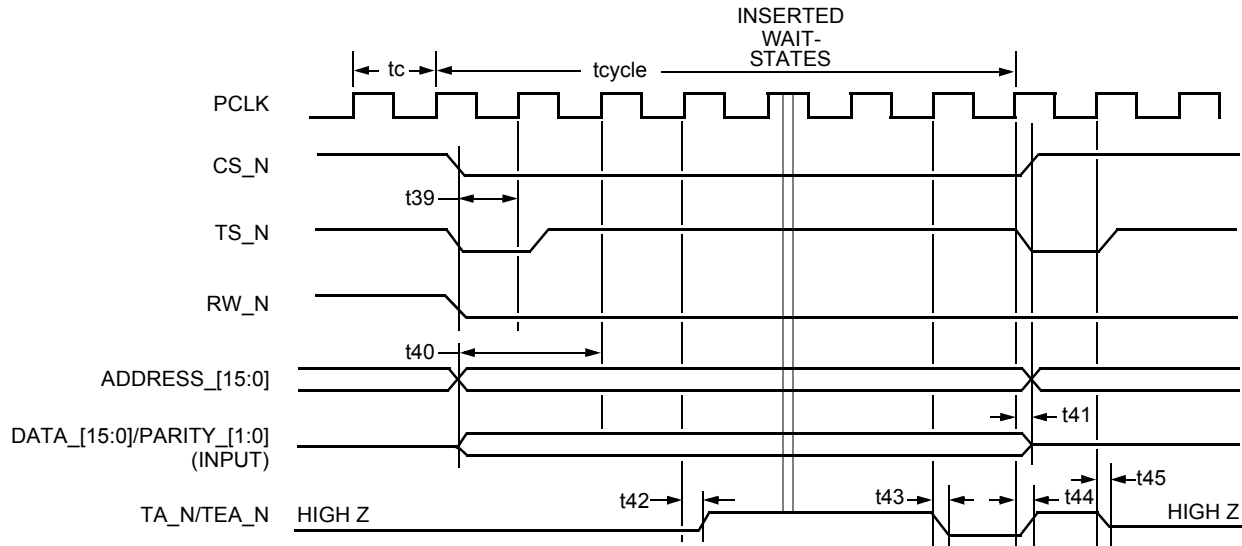 INSERTED
WAIT-
STATES
tc
tcycle
PCLK
CS_N
t39
TS_N
RW_N
t40
ADDRESS_[15:0]
t41
DATA_[15:0]/PARITY_[1:0]
(INPUT)
t45
t42
t43
t44
TA_N/TEA_N
HIGH Z
HIGH Z